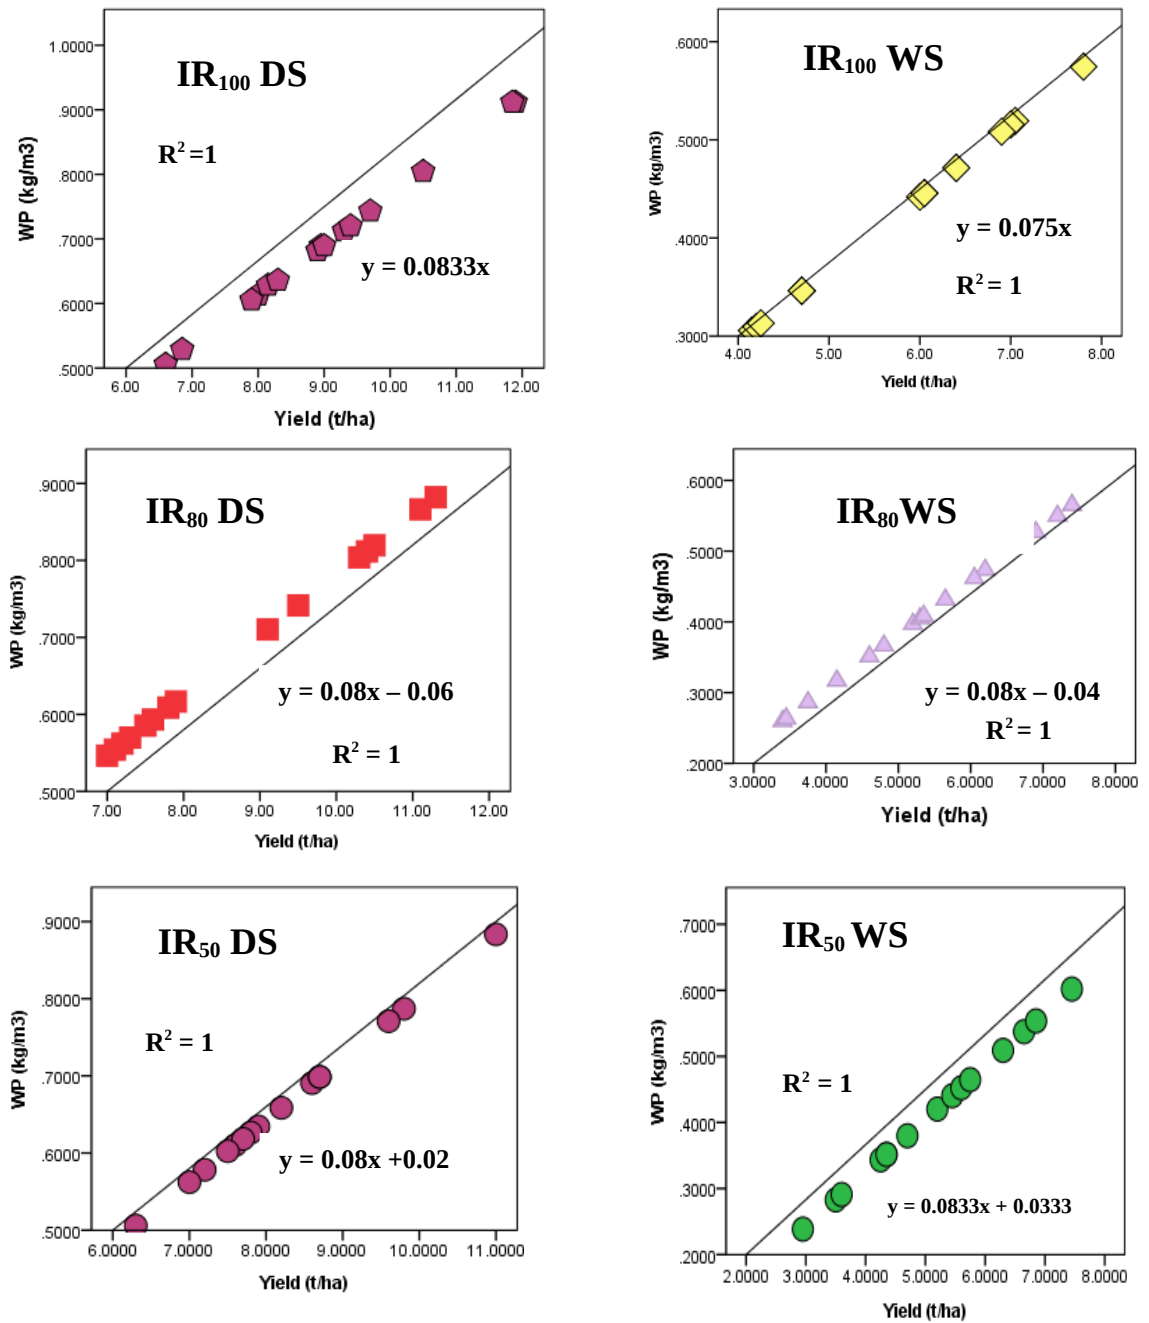 IR100 DS
R2 =1
y = 0.0833x
WP (kg/m3)
1.0000
.9000
.8000
.7000
.6000
.5000
6.00 7.00 8.00 9.00 10.00 11.00 12.00
Yield (t/ha)
IR100 WS
y = 0.075x
R2 = 1
WP (kg/m3)
.6000
.5000
.4000
.3000
4.00 5.00 6.00 7.00 8.00
Yield (t/ha)
IR80 DS
y = 0.08x – 0.06
R2 = 1
WP (kg/m3)
.9000
.8000
.7000
.6000
.5000
7.00 8.00 9.00 10.00 11.00 12.00
Yield (t/ha)
IR80WS
y = 0.08x – 0.04
R2 = 1
WP (kg/m3)
.6000
.5000
.4000
.3000
.2000
3.0000 4.0000 5.0000 6.0000 7.0000 8.0000
Yield (t/ha)
IR50 DS
R2 = 1
y = 0.08x +0.02
WP (kg/m3)
.9000
.8000
.7000
.6000
.5000
6.0000 7.0000 8.0000 9.0000 10.0000 11.0000
Yield (t/ha)
IR50 WS
R2 = 1
y = 0.0833x + 0.0333
WP (kg/m3)
.7000
.6000
.5000
.4000
.3000
.2000
2.0000 3.0000 4.0000 5.0000 6.0000 7.0000 8.0000
Yield (t/ha)